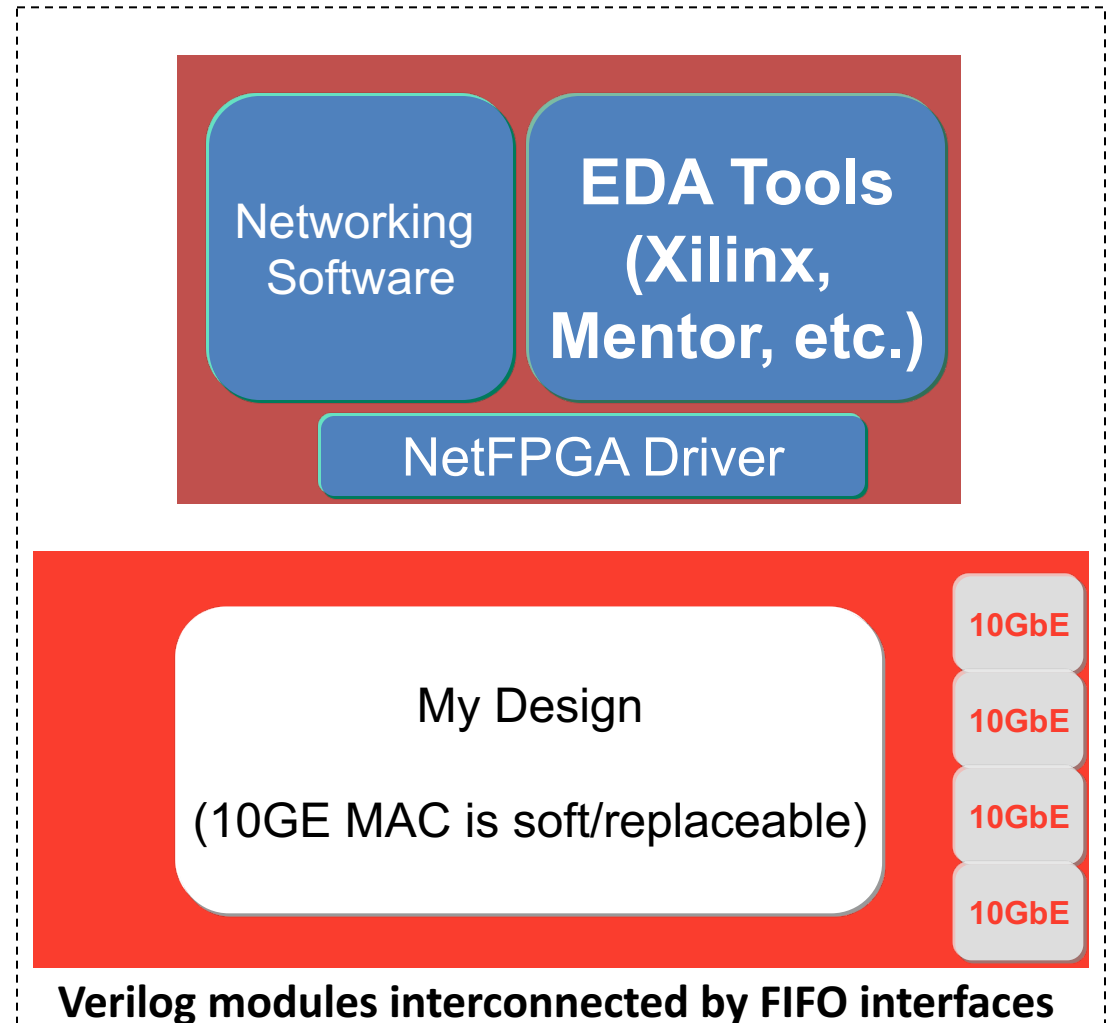 Networking
Software
EDA Tools
(Xilinx,
Mentor, etc.)
NetFPGA Driver
10GbE
My Design
10GbE
(10GE MAC is soft/replaceable)
10GbE
10GbE
Verilog modules interconnected by FIFO interfaces